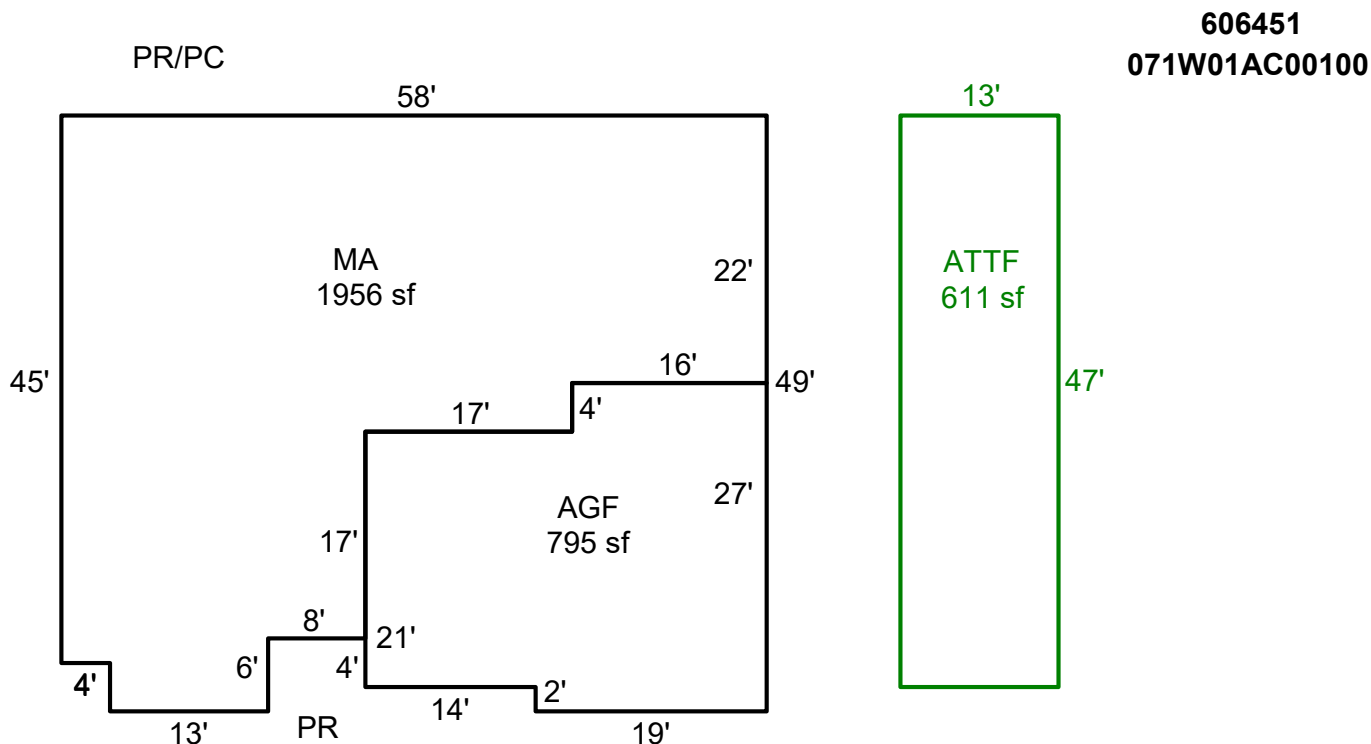 606451
071W01AC00100
PR/PC
58'
13'
MA
1956 sf
22'
ATTF
611 sf
45'
16'
49'
47'
17'
4'
27'
AGF
795 sf
17'
8'
21'
6'
4'
4'
14'
2'
13'
PR
19'